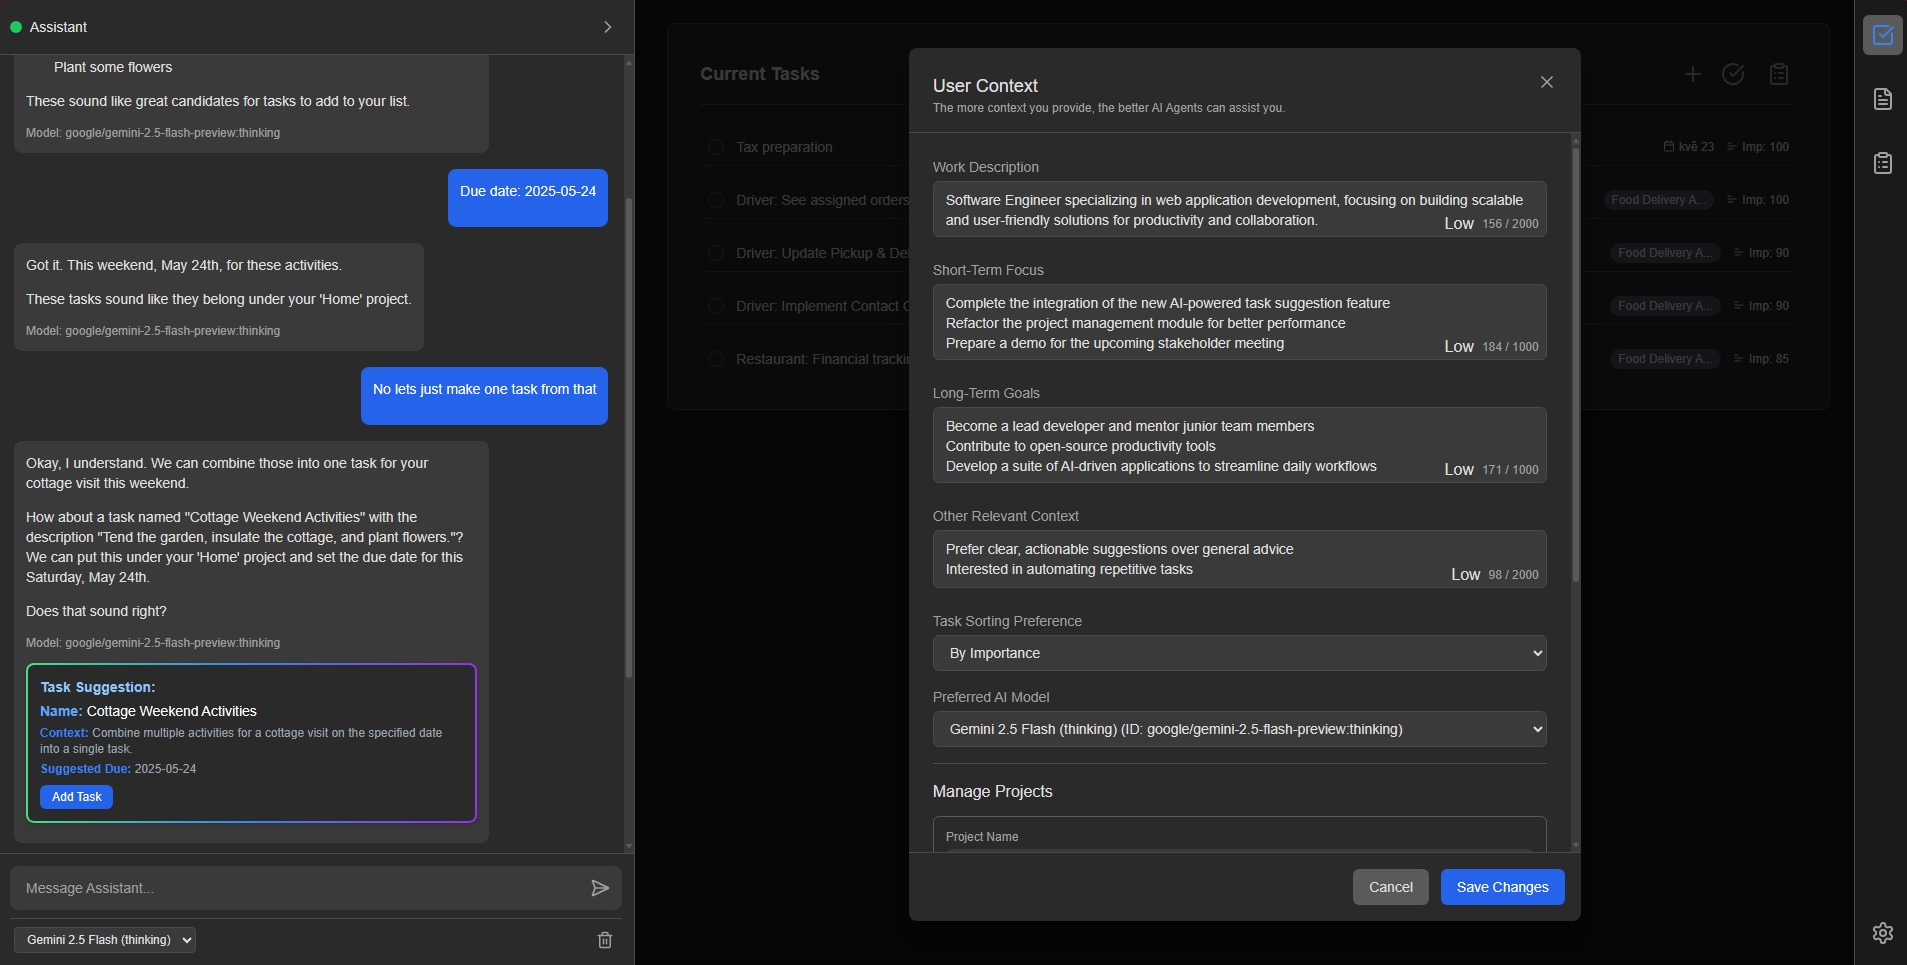 Assistant
Plant some flowers
These sound like great candidates for tasks to add to your list.
Model: google/gemini-2.5-flash-preview:thinking
Due date: 2025-05-24
Got it. This weekend, May 24th, for these activities.
These tasks sound like they belong under your 'Home' project.
Model: google/gemini-2.5-flash-preview:thinking
No lets just make one task from that
Okay, I understand. We can combine those into one task for your
cottage visit this weekend.
How about a task named "Cottage Weekend Activities" with the
description "Tend the garden, insulate the cottage, and plant flowers."?
We can put this under your 'Home' project and set the due date for this
Saturday, May 24th.
Does that sound right?
Model: google/gemini-2.5-flash-preview:thinking
Task Suggestion:
Name: Cottage Weekend Activities
Context: Combine multiple activities for a cottage visit on the specified date
into a single task.
Suggested Due: 2025-05-24
Add Task
Message Assistant...
Gemini 2.5 Flash (thinking)
Current Tasks
Tax preparation
kvě 23 Imp: 100
Driver: See assigned orders
Food Delivery A... Imp: 100
Driver: Update Pickup & Del
Food Delivery A... Imp: 90
Driver: Implement Contact C
Food Delivery A... Imp: 90
Restaurant: Financial trackin
Food Delivery A... Imp: 85
User Context
The more context you provide, the better AI Agents can assist you.
Work Description
Software Engineer specializing in web application development, focusing on building scalable
and user-friendly solutions for productivity and collaboration.
Low 156 / 2000
Short-Term Focus
Complete the integration of the new AI-powered task suggestion feature
Refactor the project management module for better performance
Prepare a demo for the upcoming stakeholder meeting
Low 184 / 1000
Long-Term Goals
Become a lead developer and mentor junior team members
Contribute to open-source productivity tools
Develop a suite of AI-driven applications to streamline daily workflows
Low 171 / 1000
Other Relevant Context
Prefer clear, actionable suggestions over general advice
Interested in automating repetitive tasks
Low 98 / 2000
Task Sorting Preference
By Importance
Preferred AI Model
Gemini 2.5 Flash (thinking) (ID: google/gemini-2.5-flash-preview:thinking)
Manage Projects
Project Name
Cancel
Save Changes